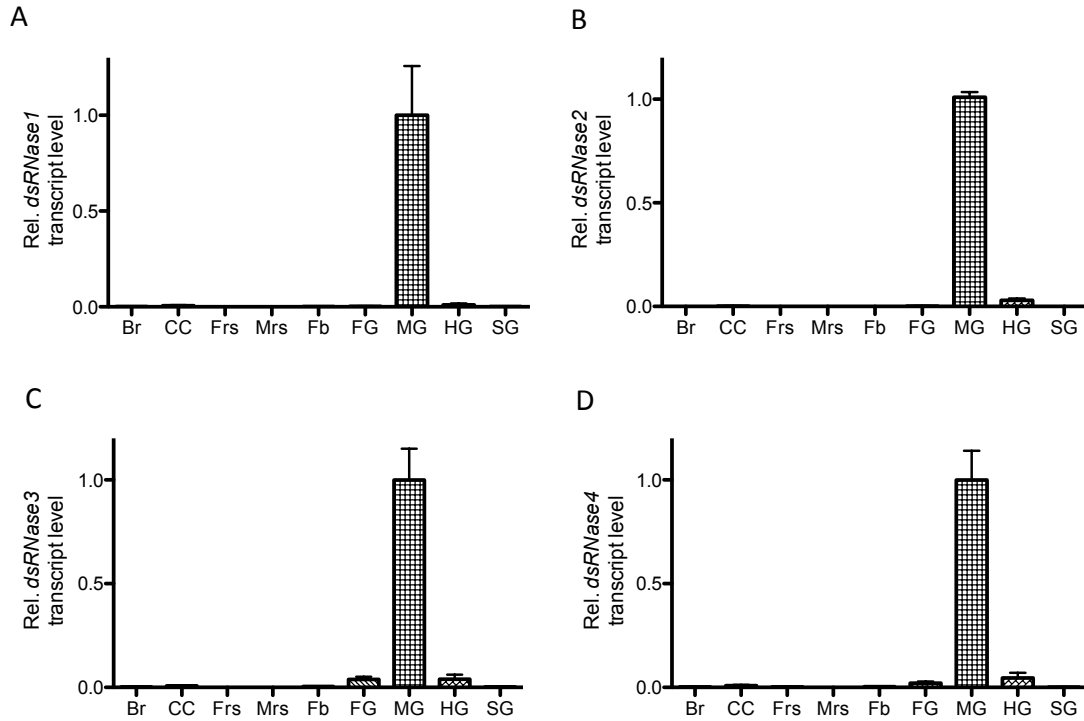 A
Rel. dsRNase1
transcript level
1.0
0.5
0.0
Br CC Frs Mrs Fb FG MG HG SG
B
Rel. dsRNase2
transcript level
1.0
0.5
0.0
Br CC Frs Mrs Fb FG MG HG SG
C
Rel. dsRNase3
transcript level
1.0
0.5
0.0
Br CC Frs Mrs Fb FG MG HG SG
D
Rel. dsRNase4
transcript level
1.0
0.5
0.0
Br CC Frs Mrs Fb FG MG HG SG